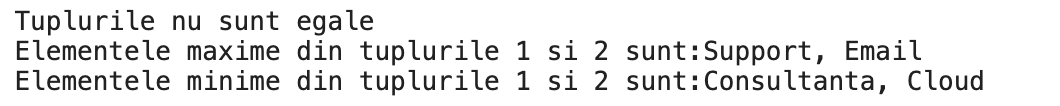 Tuplurile nu sunt egale
Elementele maxime din tuplurile 1 si 2 sunt:Support, Email
Elementele minime din tuplurile 1 si 2 sunt:Consultanta, Cloud